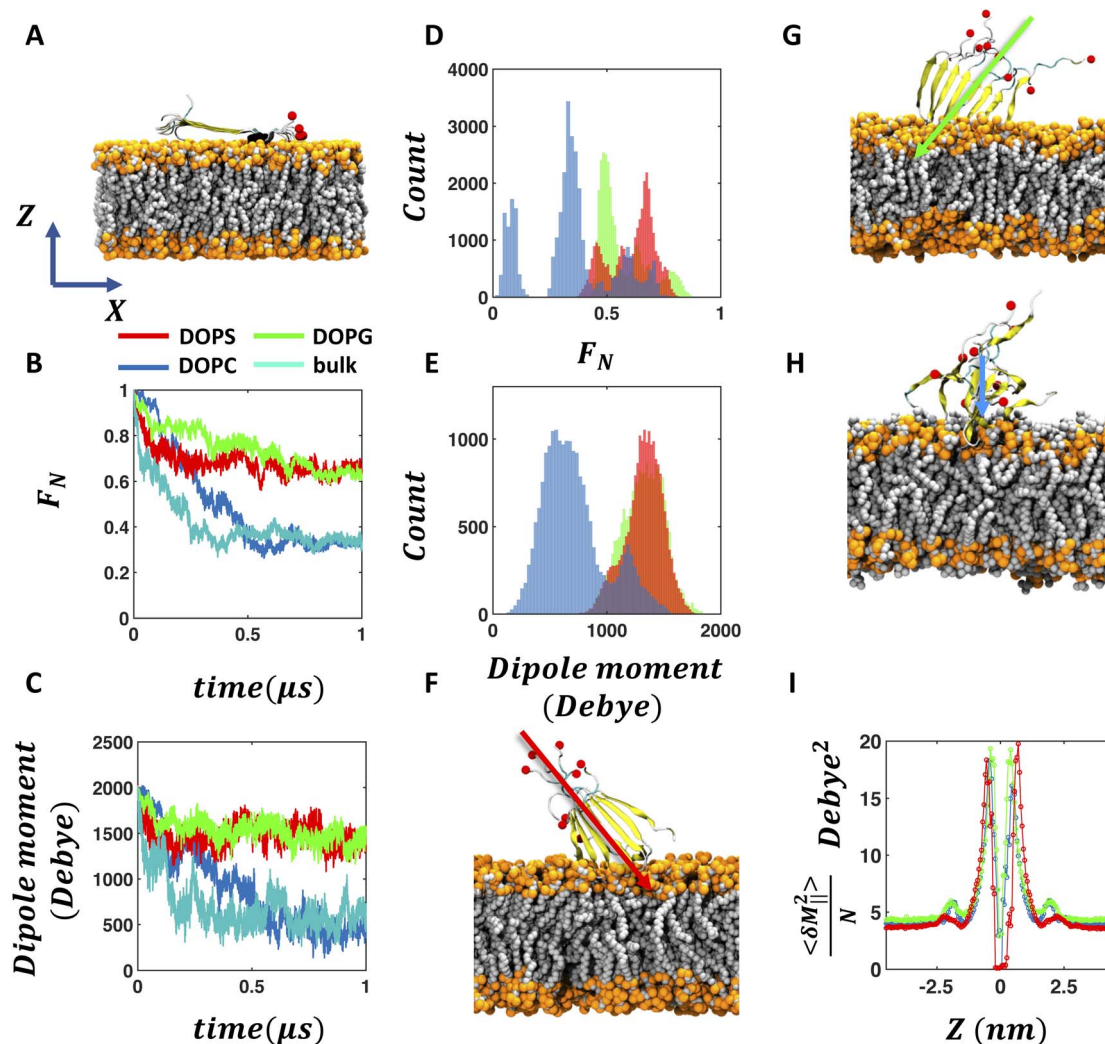 A
Z
X
DOPS
DOPG
DOPC
bulk
B
F_N
1
0.8
0.6
0.4
0.2
0
0
0.5
1
time(μs)
C
Dipole moment
(Debye)
2500
2000
1500
1000
500
0
0
0.5
1
time(μs)
D
Count
4000
3000
2000
1000
0
0
0.5
1
F_N
E
Count
1000
500
0
0
1000
2000
Dipole moment
(Debye)
F
G
H
I
<δM²_||>
N
Debye²
20
15
10
5
0
-2.5
0
2.5
Z (nm)